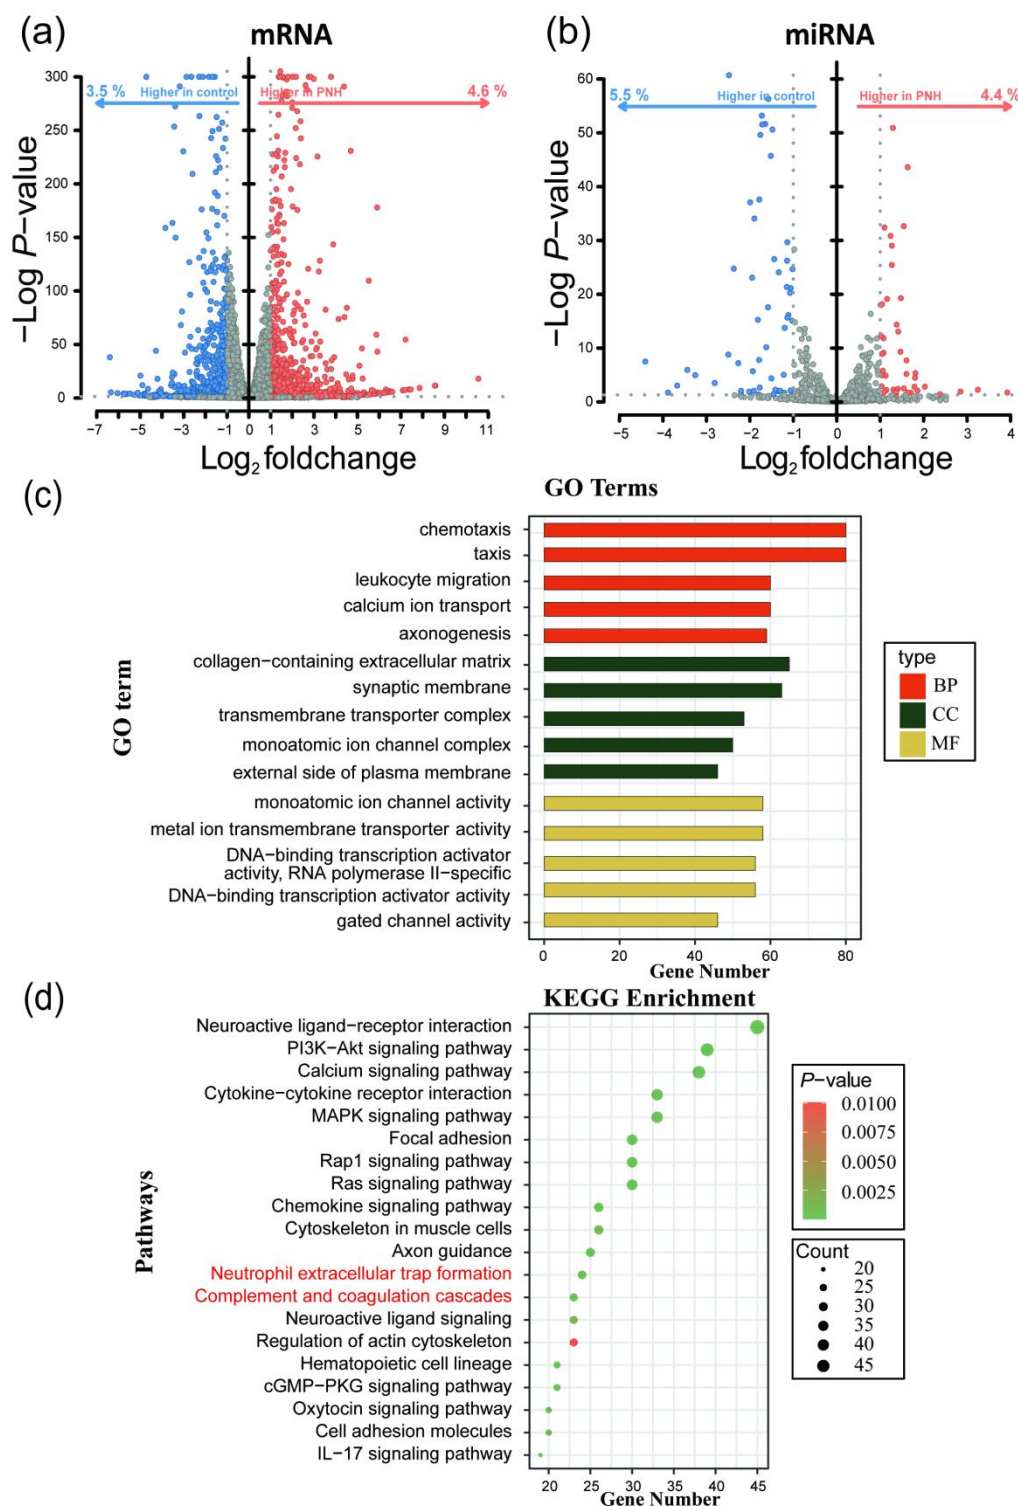 (a)
mRNA
3.5 %
Higher in control
Higher in PNH
4.6 %
300
250
200
150
100
50
0
−Log P−value
−7 −5 −3 −1 1 3 5 7 9 11
Log2 foldchange
(b)
miRNA
5.5 %
Higher in control
Higher in PNH
4.4 %
60
50
40
30
20
10
0
−Log P−value
−5 −4 −3 −2 −1 0 1 2 3 4
Log2 foldchange
(c)
GO Terms
GO term
chemotaxis
taxis
leukocyte migration
calcium ion transport
axonogenesis
collagen−containing extracellular matrix
synaptic membrane
transmembrane transporter complex
monoatomic ion channel complex
external side of plasma membrane
monoatomic ion channel activity
metal ion transmembrane transporter activity
DNA−binding transcription activator
activity, RNA polymerase II−specific
DNA−binding transcription activator activity
gated channel activity
0 20 40 60 80
Gene Number
type
BP
CC
MF
(d)
KEGG Enrichment
Pathways
Neuroactive ligand−receptor interaction
PI3K−Akt signaling pathway
Calcium signaling pathway
Cytokine−cytokine receptor interaction
MAPK signaling pathway
Focal adhesion
Rap1 signaling pathway
Ras signaling pathway
Chemokine signaling pathway
Cytoskeleton in muscle cells
Axon guidance
Neutrophil extracellular trap formation
Complement and coagulation cascades
Neuroactive ligand signaling
Regulation of actin cytoskeleton
Hematopoietic cell lineage
cGMP−PKG signaling pathway
Oxytocin signaling pathway
Cell adhesion molecules
IL−17 signaling pathway
20 25 30 35 40 45
Gene Number
P−value
0.0100
0.0075
0.0050
0.0025
Count
20
25
30
35
40
45